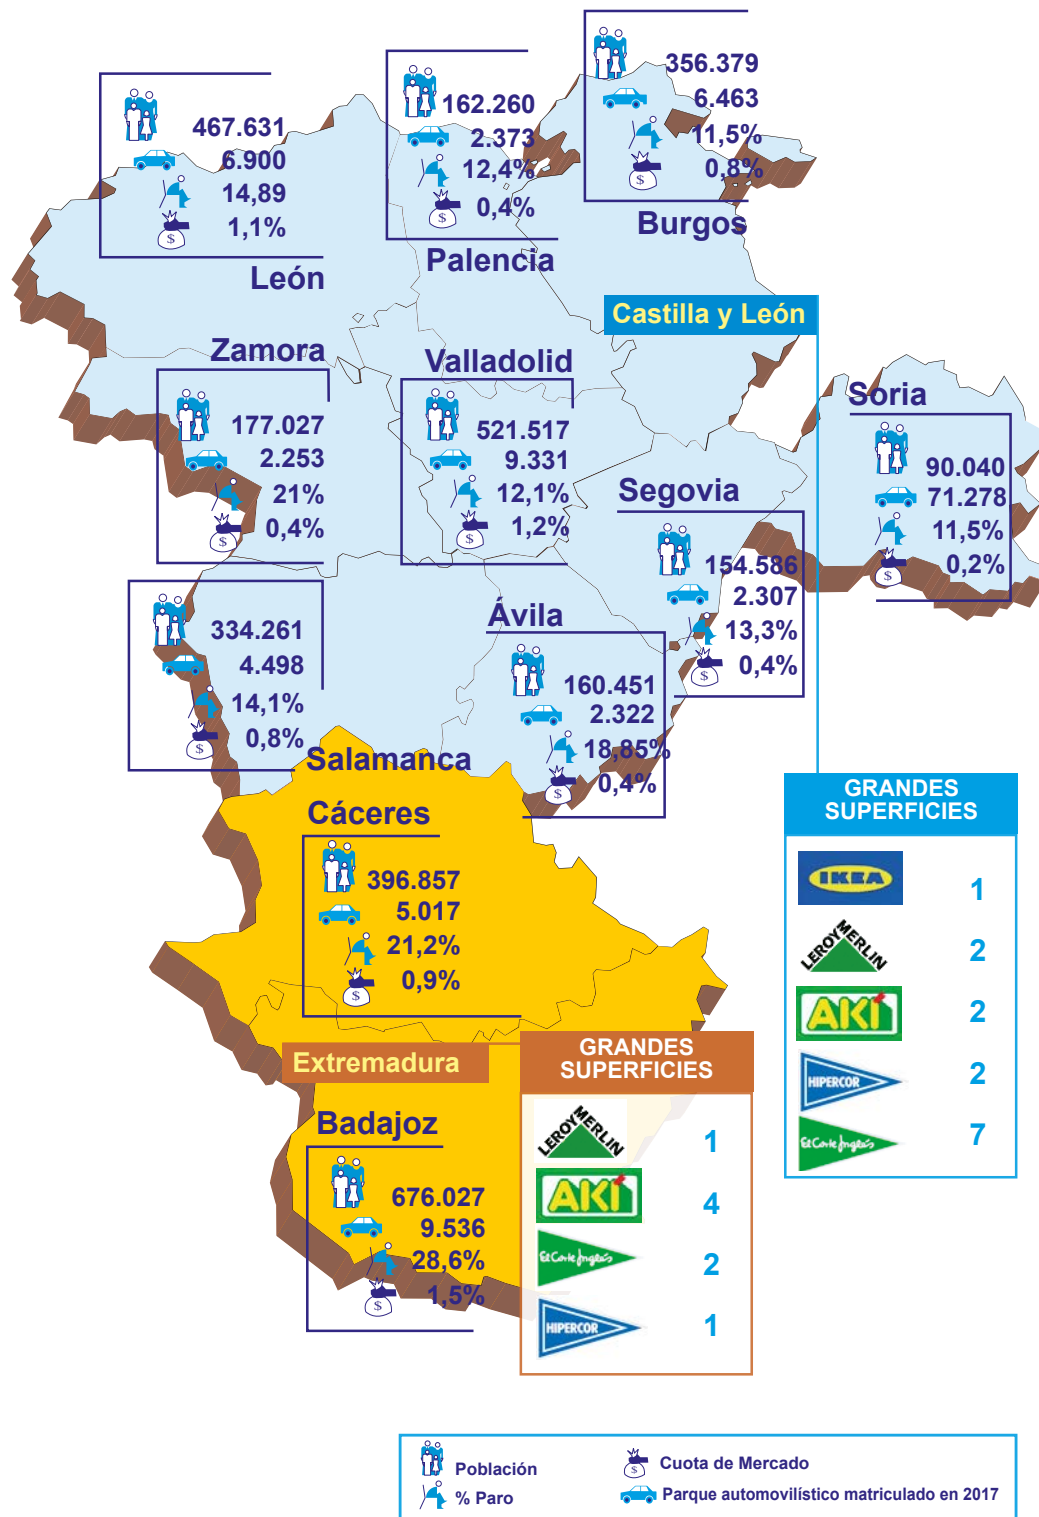 356.379
6.463
11,5%
0,8%
Burgos
162.260
2.373
12,4%
0,4%
Palencia
467.631
6.900
14,89
1,1%
León
Castilla y León
Zamora
177.027
2.253
21%
0,4%
Valladolid
521.517
9.331
12,1%
1,2%
Soria
90.040
71.278
11,5%
0,2%
Segovia
154.586
2.307
13,3%
0,4%
334.261
4.498
14,1%
0,8%
Salamanca
Ávila
160.451
2.322
18,85%
0,4%
GRANDES
SUPERFICIES
IKEA 1
LEROY MERLIN 2
AKÍ 2
HIPERCOR 2
El Corte Inglés 7
Cáceres
396.857
5.017
21,2%
0,9%
Extremadura
GRANDES
SUPERFICIES
LEROY MERLIN 1
AKÍ 4
El Corte Inglés 2
HIPERCOR 1
Badajoz
676.027
9.536
28,6%
1,5%
Población
Cuota de Mercado
% Paro
Parque automovilístico matriculado en 2017
$
$
$
$
$
$
$
$
$
$
$
$